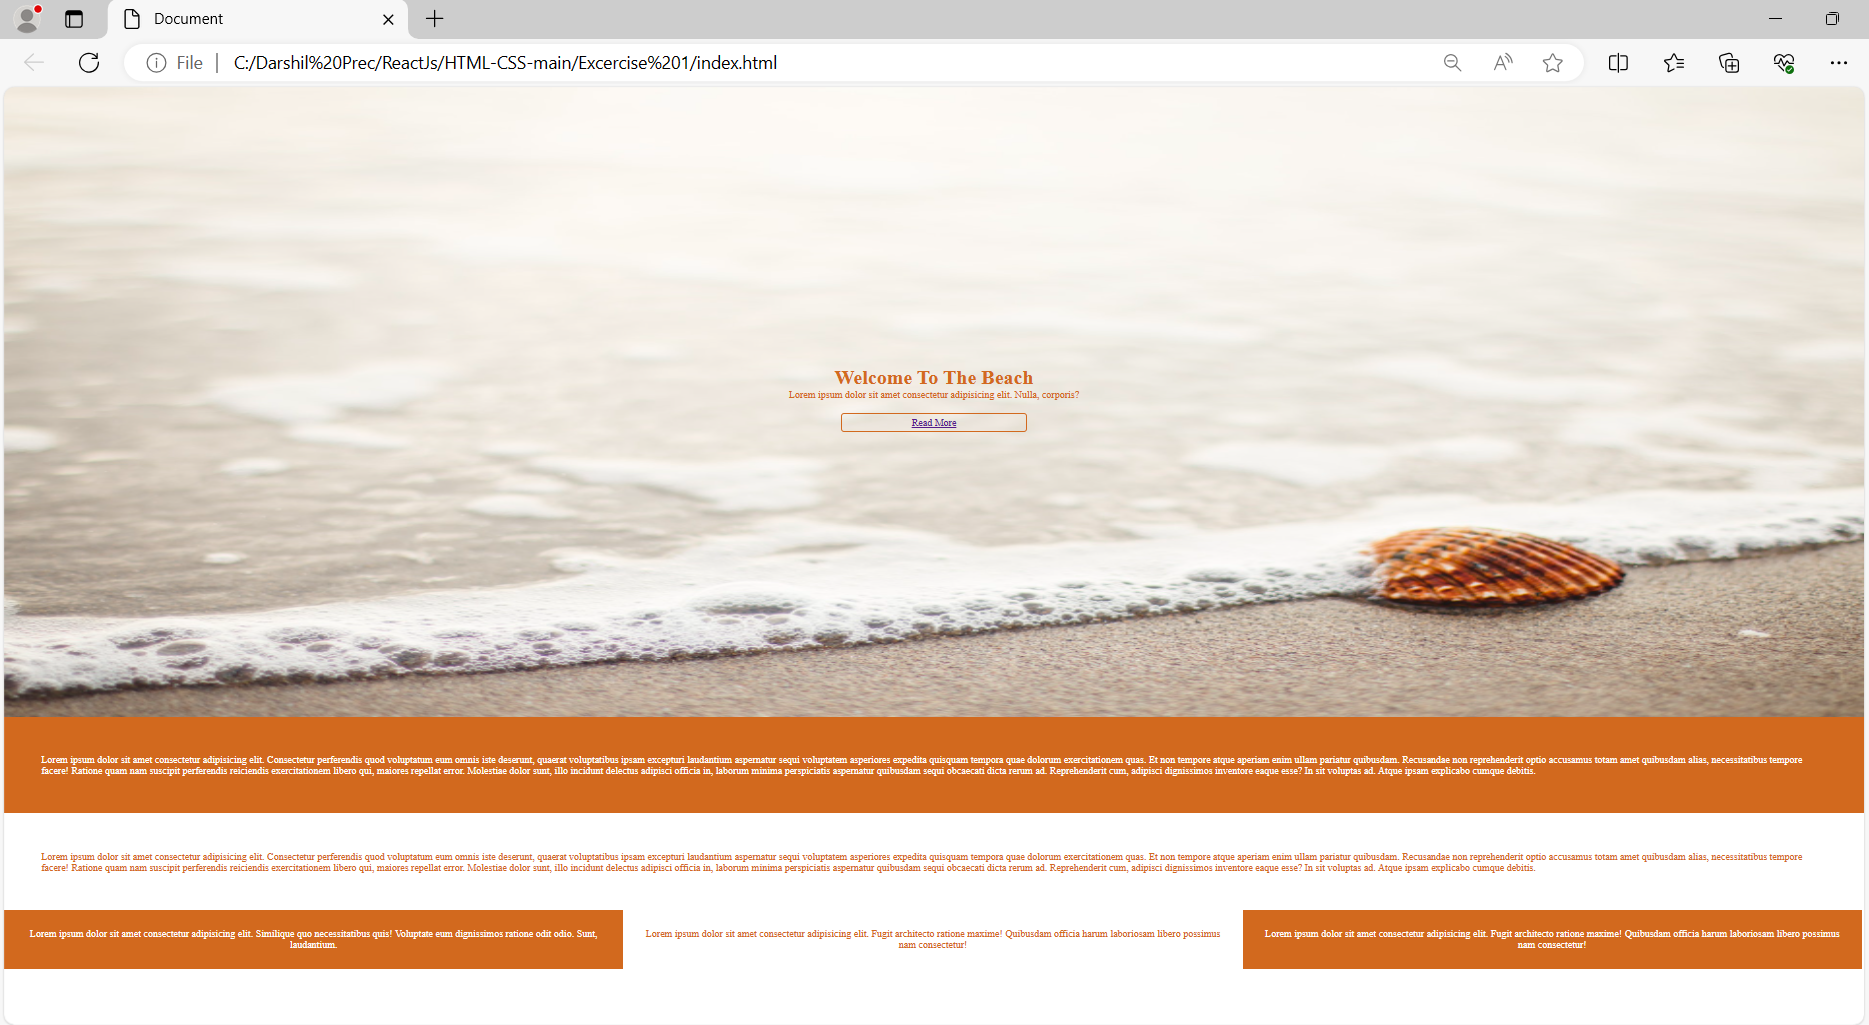 Document
File
C:/Darshil%20Prec/ReactJs/HTML-CSS-main/Excercise%201/index.html
Welcome To The Beach
Lorem ipsum dolor sit amet consectetur adipisicing elit. Nulla, corporis?
Read More
Lorem ipsum dolor sit amet consectetur adipisicing elit. Consectetur perferendis quod voluptatum eum omnis iste deserunt, quaerat voluptatibus ipsam excepturi laudantium aspernatur sequi voluptatem asperiores expedita quisquam tempora quae dolorum exercitationem quas. Et non tempore atque aperiam enim ullam pariatur quibusdam. Recusandae non reprehenderit optio accusamus totam amet quibusdam alias, necessitatibus tempore
facere! Ratione quam nam suscipit perferendis reiciendis exercitationem libero qui, maiores repellat error. Molestiae dolor sunt, illo incidunt delectus adipisci officia in, laborum minima perspiciatis aspernatur quibusdam sequi obcaecati dicta rerum ad. Reprehenderit cum, adipisci dignissimos inventore eaque esse? In sit voluptas ad. Atque ipsam explicabo cumque debitis.
Lorem ipsum dolor sit amet consectetur adipisicing elit. Consectetur perferendis quod voluptatum eum omnis iste deserunt, quaerat voluptatibus ipsam excepturi laudantium aspernatur sequi voluptatem asperiores expedita quisquam tempora quae dolorum exercitationem quas. Et non tempore atque aperiam enim ullam pariatur quibusdam. Recusandae non reprehenderit optio accusamus totam amet quibusdam alias, necessitatibus tempore
facere! Ratione quam nam suscipit perferendis reiciendis exercitationem libero qui, maiores repellat error. Molestiae dolor sunt, illo incidunt delectus adipisci officia in, laborum minima perspiciatis aspernatur quibusdam sequi obcaecati dicta rerum ad. Reprehenderit cum, adipisci dignissimos inventore eaque esse? In sit voluptas ad. Atque ipsam explicabo cumque debitis.
Lorem ipsum dolor sit amet consectetur adipisicing elit. Similique quo necessitatibus quis! Voluptate eum dignissimos ratione odit odio. Sunt,
laudantium.
Lorem ipsum dolor sit amet consectetur adipisicing elit. Fugit architecto ratione maxime! Quibusdam officia harum laboriosam libero possimus
nam consectetur!
Lorem ipsum dolor sit amet consectetur adipisicing elit. Fugit architecto ratione maxime! Quibusdam officia harum laboriosam libero possimus
nam consectetur!